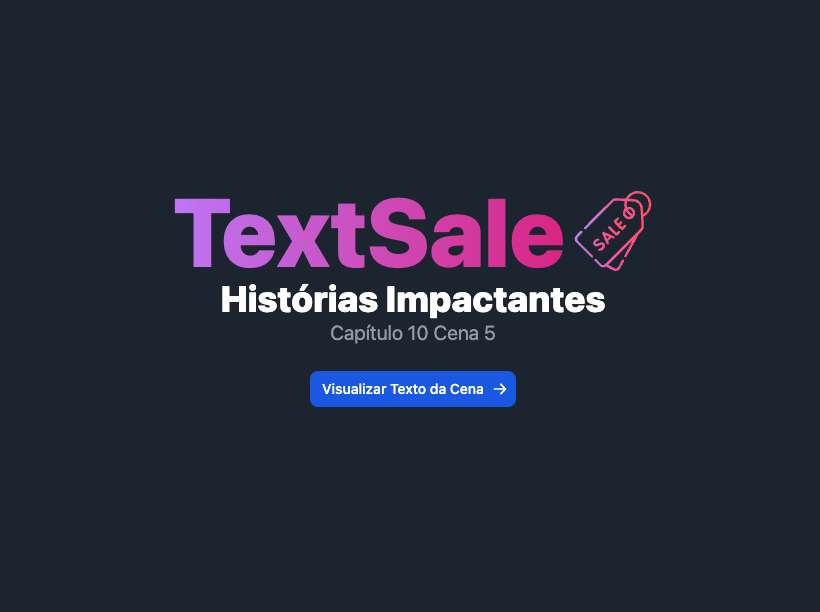 TextSale
SALE
Histórias Impactantes
Capítulo 10 Cena 5
Visualizar Texto da Cena →